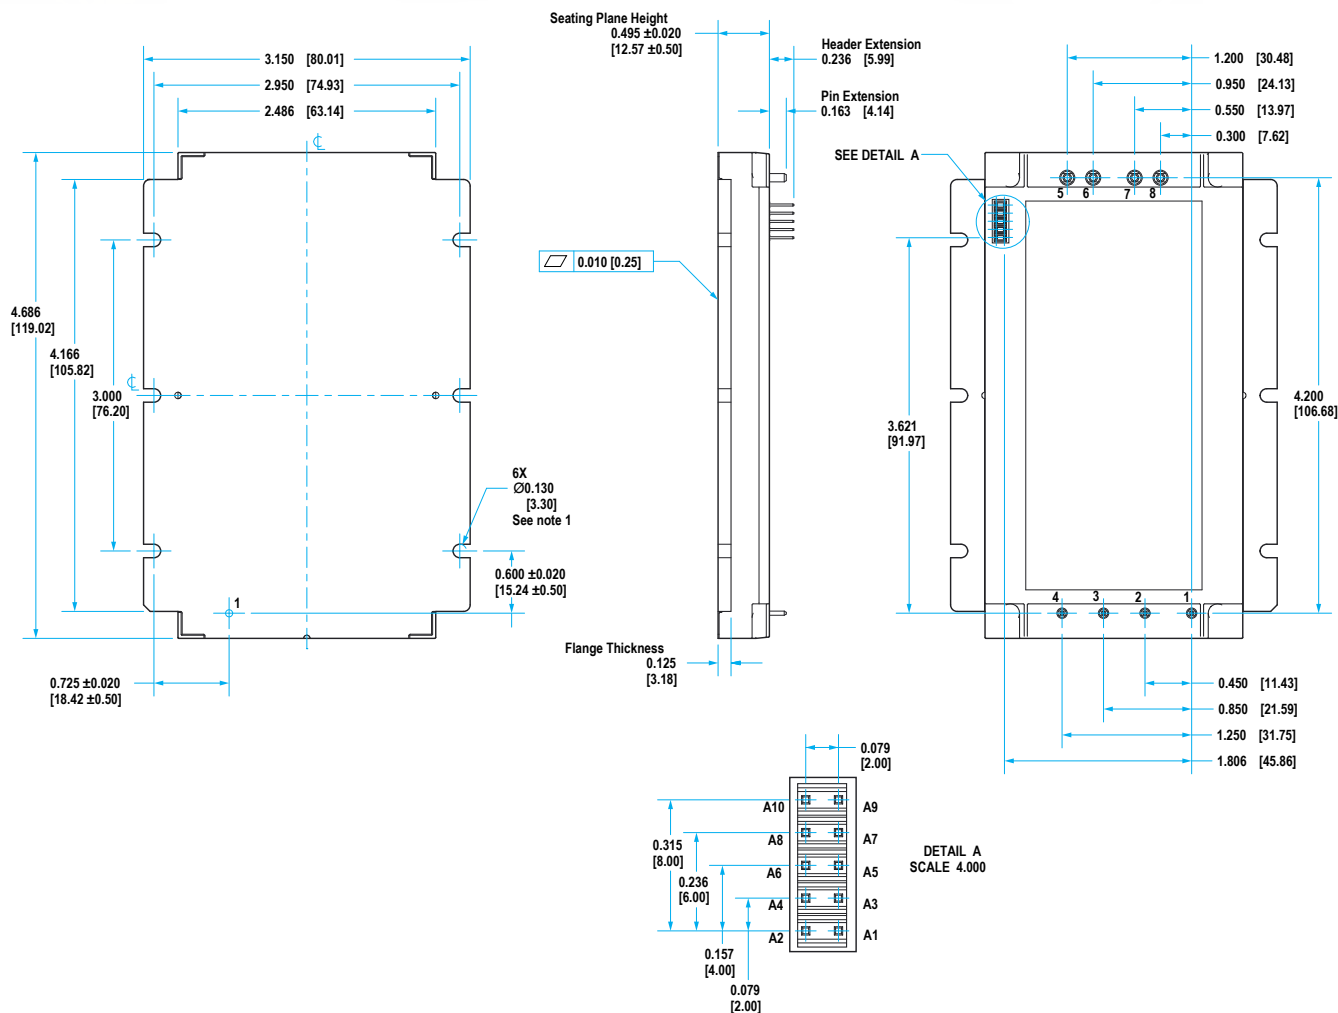 3.150 [80.01]
2.950 [74.93]
2.486 [63.14]
4.686
[119.02]
4.166
[105.82]
3.000
[76.20]
6X
Ø0.130
[3.30]
See note 1
0.600 ±0.020
[15.24 ±0.50]
1
0.725 ±0.020
[18.42 ±0.50]
Seating Plane Height
0.495 ±0.020
[12.57 ±0.50]
Header Extension
0.236 [5.99]
Pin Extension
0.163 [4.14]
0.010 [0.25]
Flange Thickness
0.125
[3.18]
1.200 [30.48]
0.950 [24.13]
0.550 [13.97]
0.300 [7.62]
SEE DETAIL A
5 6 7 8
3.621
[91.97]
4.200
[106.68]
4 3 2 1
0.450 [11.43]
0.850 [21.59]
1.250 [31.75]
1.806 [45.86]
0.079
[2.00]
A10 A9
A8 A7
A6 A5
A4 A3
A2 A1
0.315
[8.00]
0.236
[6.00]
0.157
[4.00]
0.079
[2.00]
DETAIL A
SCALE 4.000